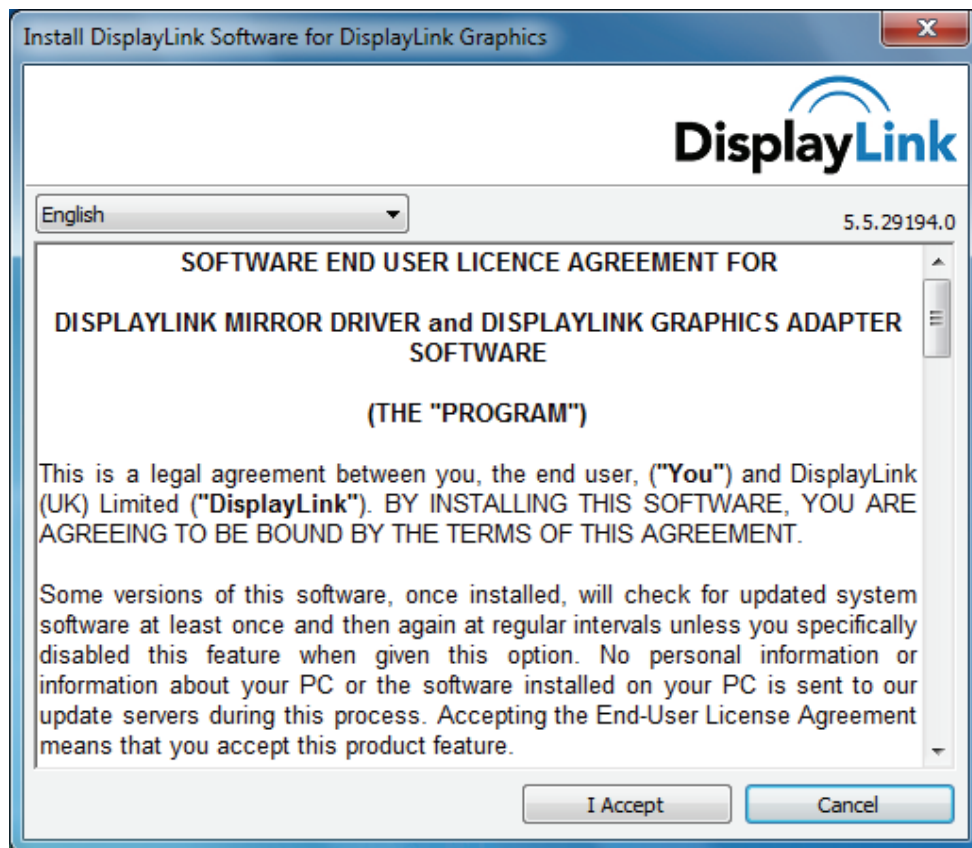 Install DisplayLink Software for DisplayLink Graphics
x
DisplayLink
English
5.5.29194.0
SOFTWARE END USER LICENCE AGREEMENT FOR
DISPLAYLINK MIRROR DRIVER and DISPLAYLINK GRAPHICS ADAPTER
SOFTWARE
(THE "PROGRAM")
This is a legal agreement between you, the end user, ("You") and DisplayLink
(UK) Limited ("DisplayLink"). BY INSTALLING THIS SOFTWARE, YOU ARE
AGREEING TO BE BOUND BY THE TERMS OF THIS AGREEMENT.
Some versions of this software, once installed, will check for updated system
software at least once and then again at regular intervals unless you specifically
disabled this feature when given this option. No personal information or
information about your PC or the software installed on your PC is sent to our
update servers during this process. Accepting the End-User License Agreement
means that you accept this product feature.
I Accept
Cancel